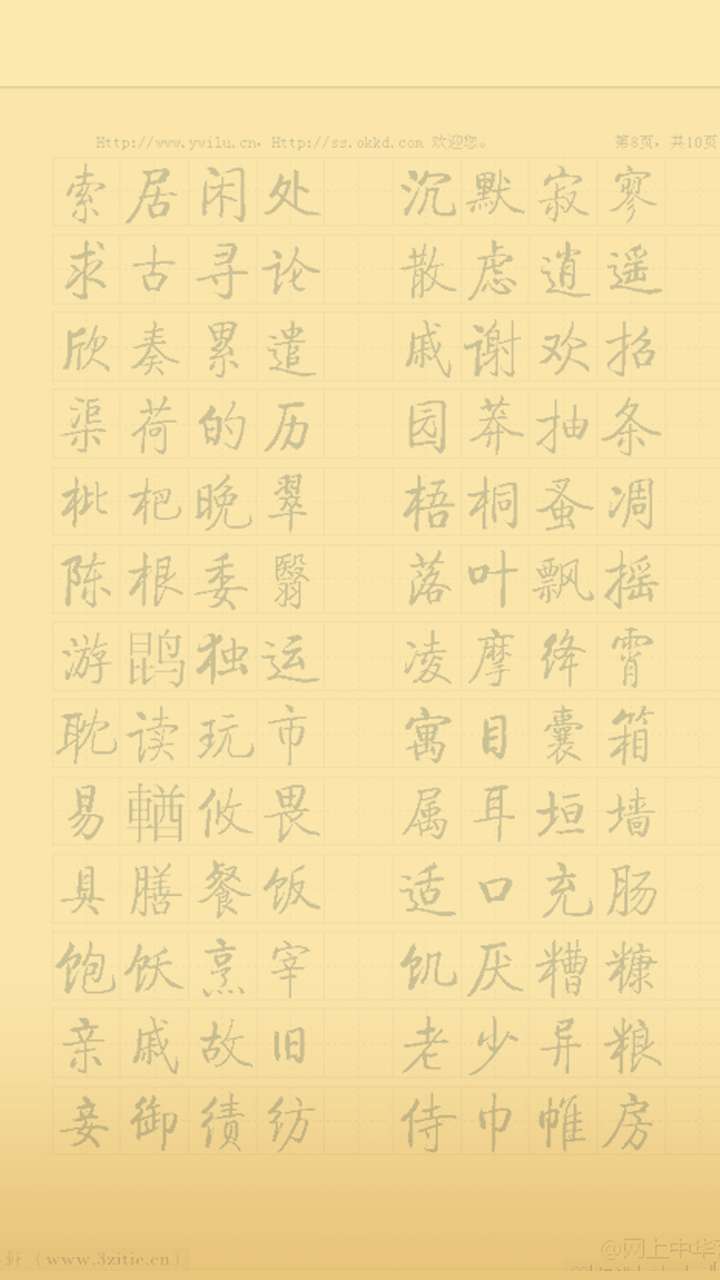 Http://www.ywilu.cn，Http://ss.okkd.com 欢迎您。 第8页，共10页
索居闲处 沉默寂寥
求古寻论 散虑逍遥
欣奏累遣 戚谢欢招
渠荷的历 园莽抽条
枇杷晚翠 梧桐蚤凋
陈根委翳 落叶飘摇
游鹍独运 凌摩绛霄
耽读玩市 寓目囊箱
易輶攸畏 属耳垣墙
具膳餐饭 适口充肠
饱饫烹宰 饥厌糟糠
亲戚故旧 老少异粮
妾御绩纺 侍巾帷房
（www.3zitie.cn） @网上中华